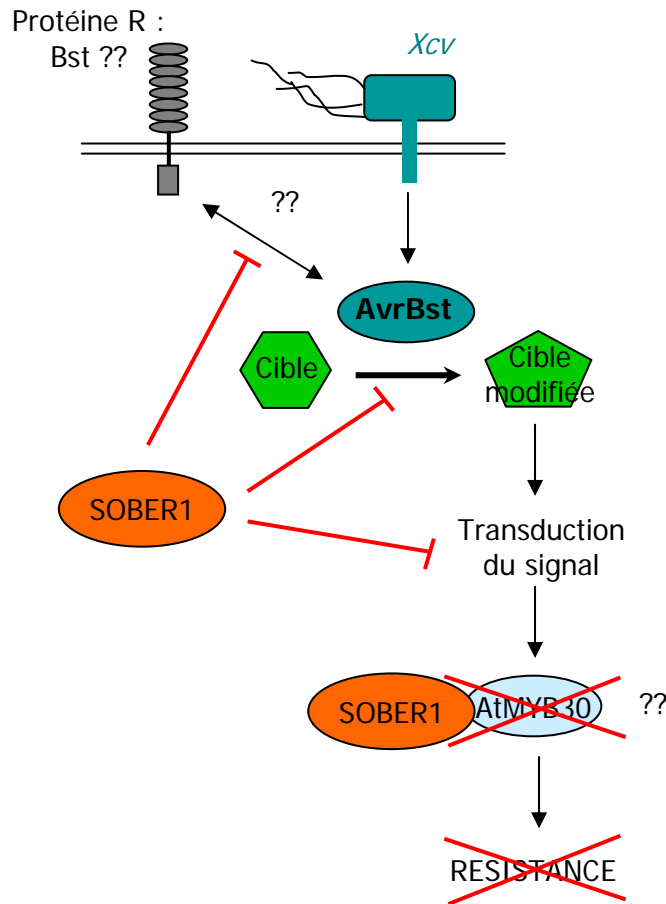 Protéine R :
Bst ??
Xcv
??
AvrBst
Cible
Cible
modifiée
SOBER1
Transduction
du signal
SOBER1
AtMYB30
??
RESISTANCE